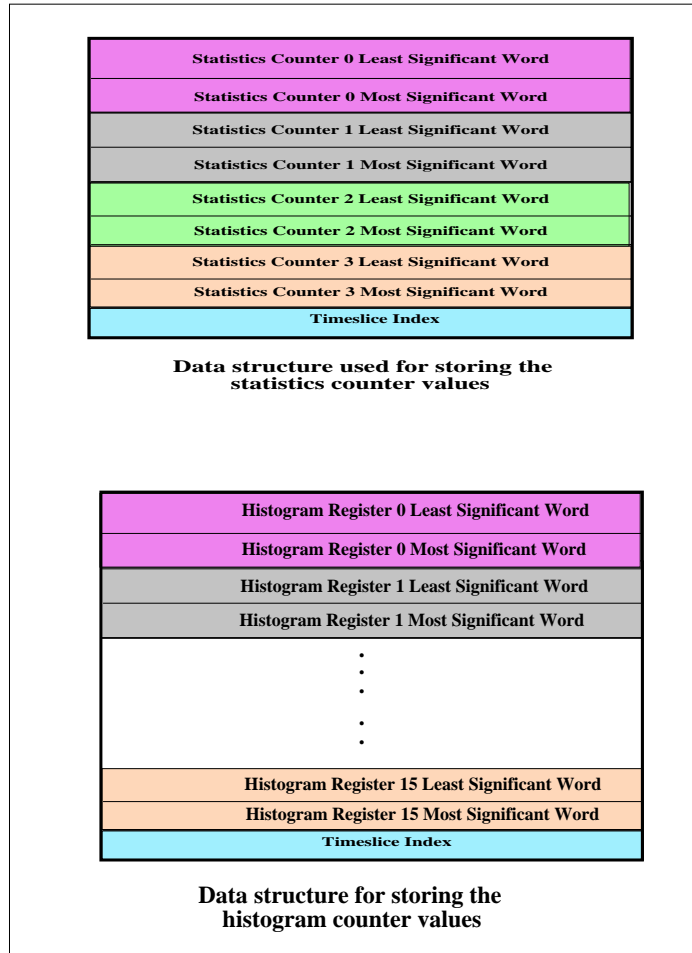 Statistics Counter 0 Least Significant Word
Statistics Counter 0 Most Significant Word
Statistics Counter 1 Least Significant Word
Statistics Counter 1 Most Significant Word
Statistics Counter 2 Least Significant Word
Statistics Counter 2 Most Significant Word
Statistics Counter 3 Least Significant Word
Statistics Counter 3 Most Significant Word
Timeslice Index
Data structure used for storing the
statistics counter values
Histogram Register 0 Least Significant Word
Histogram Register 0 Most Significant Word
Histogram Register 1 Least Significant Word
Histogram Register 1 Most Significant Word
Histogram Register 15 Least Significant Word
Histogram Register 15 Most Significant Word
Timeslice Index
Data structure for storing the
histogram counter values